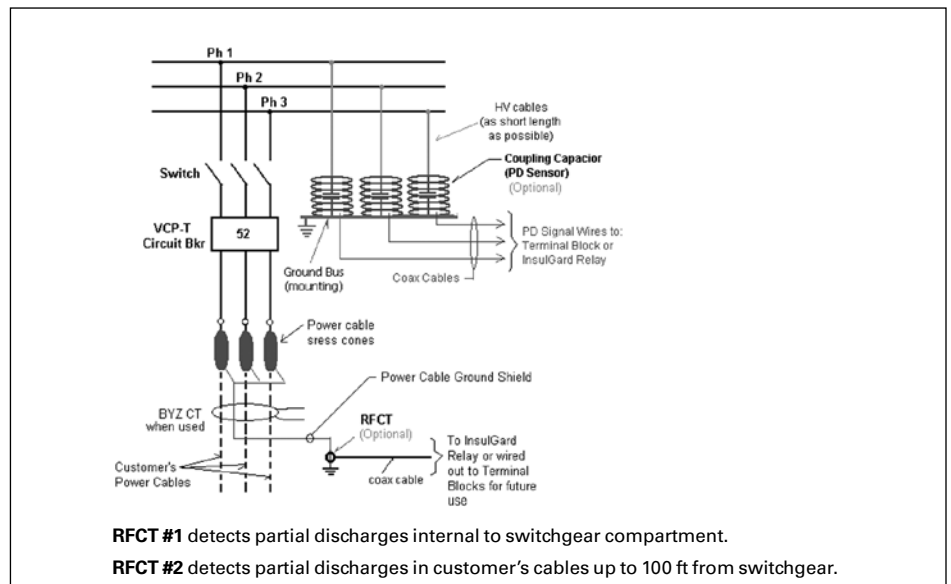 Ph 1
Ph 2
Ph 3
HV cables
(as short length
as possible)
Coupling Capacior
(PD Sensor)
(Optional)
Switch
VCP-T
Circuit Bkr
52
PD Signal Wires to:
Terminal Block or
InsulGard Relay
Ground Bus
(mounting)
Coax Cables
Power cable
sress cones
Power Cable Ground Shield
BYZ CT
when used
RFCT
(Optional)
To InsulGard
Relay or wired
out to Terminal
Blocks for future
use
coax cable
Customer's
Power Cables
RFCT #1 detects partial discharges internal to switchgear compartment.
RFCT #2 detects partial discharges in customer's cables up to 100 ft from switchgear.